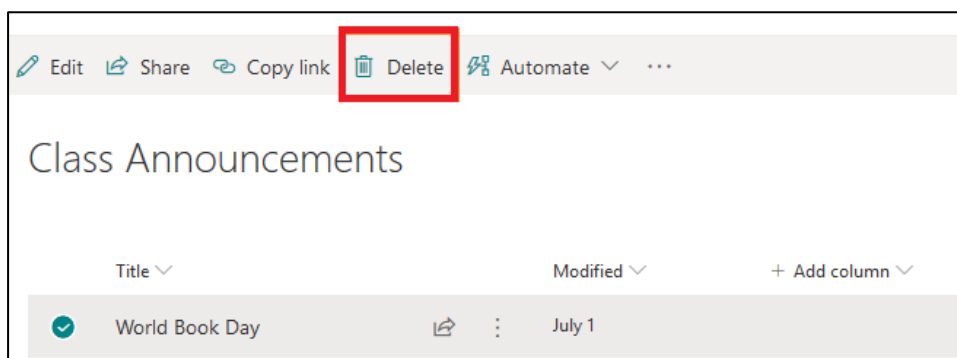 Edit Share Copy link Delete Automate ...
Class Announcements
Title Modified + Add column
World Book Day July 1